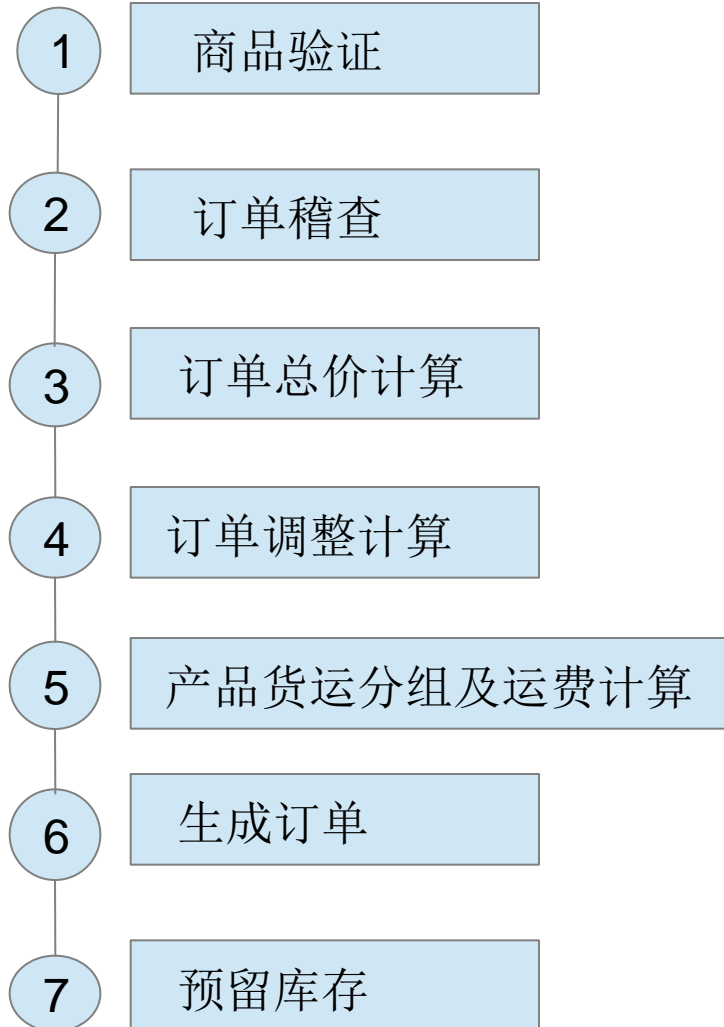 1 商品验证
2 订单稽查
3 订单总价计算
4 订单调整计算
5 产品货运分组及运费计算
6 生成订单
7 预留库存